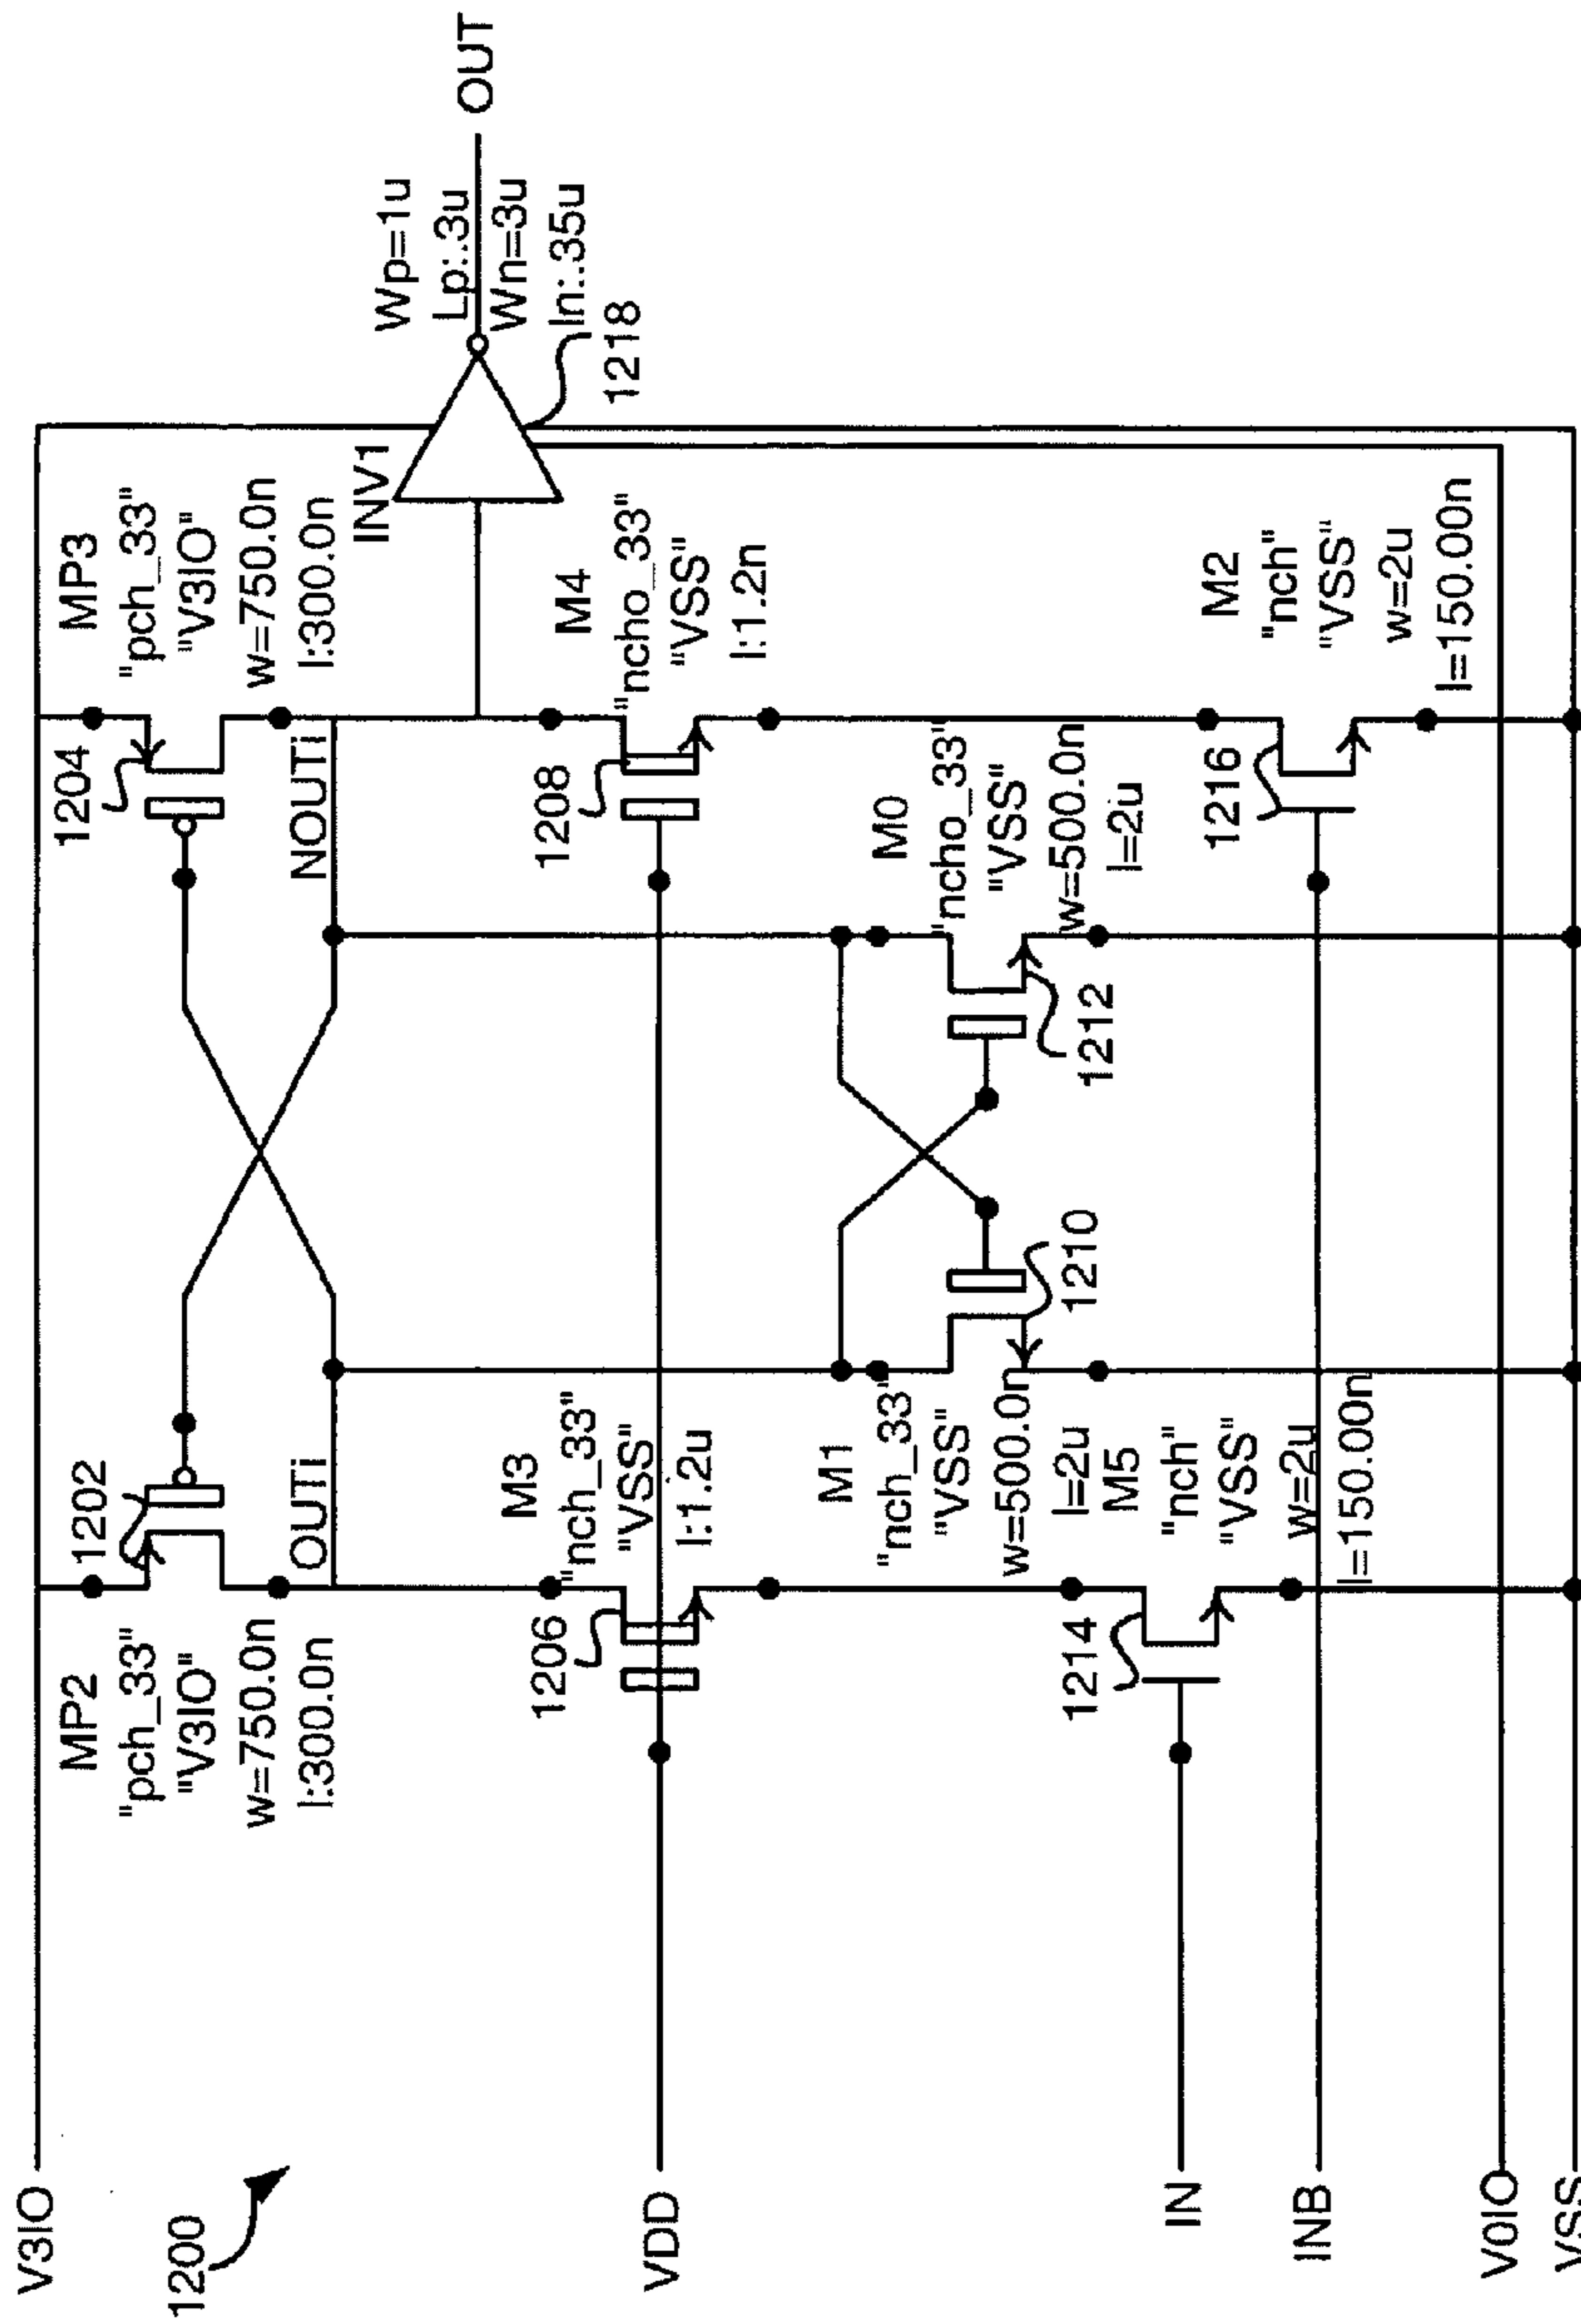 V3IO
1200
VDD
IN
INB
V0IO
VSS
MP2
"pch_33"
"V3IO"
w=750.0n
l:300.0n
1202
OUTi
M3
"nch_33"
"VSS"
l:1.2u
1206
M1
"nch_33"
"VSS"
w=500.0n
l=2u
1210
M5
"nch"
"VSS"
w=2u
l=150.00n
1214
MP3
"pch_33"
"V3IO"
w=750.0n
l:300.0n
1204
NOUTi
M4
"ncho_33"
"VSS"
l:1.2n
1208
M0
"ncho_33"
"VSS"
w=500.0n
l=2u
1212
M2
"nch"
"VSS"
w=2u
l=150.00n
1216
INV1
Wp=1u
Lp:.3u
Wn=3u
ln:.35u
1218
OUT